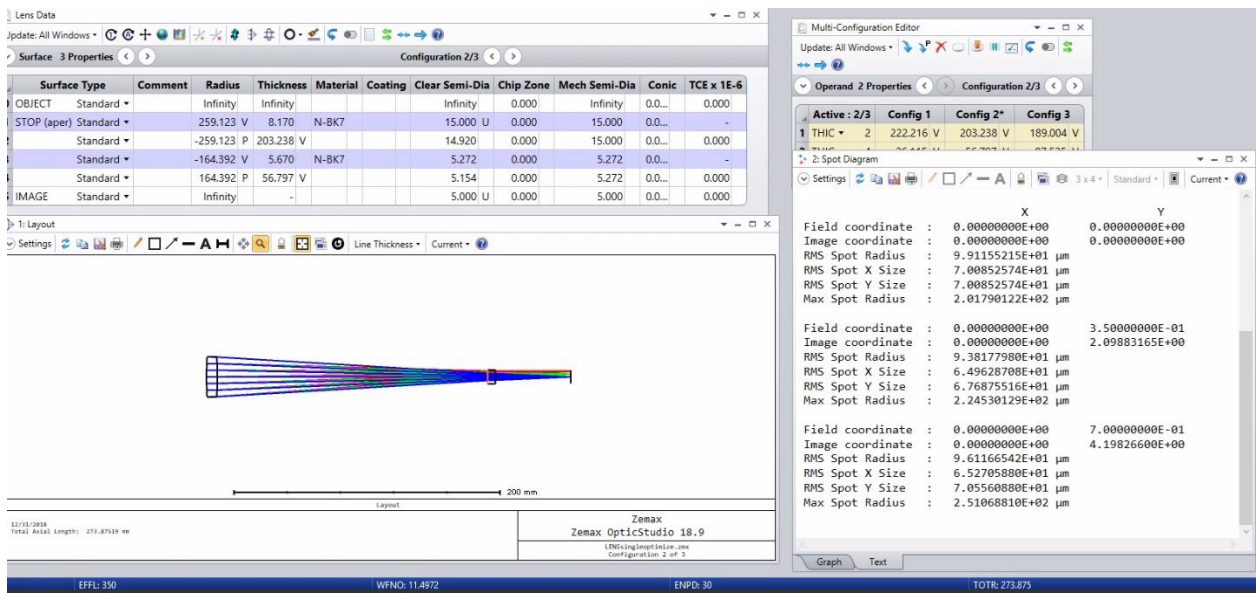 Lens Data
Update: All Windows
Surface 3 Properties
Configuration 2/3
Surface Type Comment Radius Thickness Material Coating Clear Semi-Dia Chip Zone Mech Semi-Dia Conic TCE x 1E-6
OBJECT Standard Infinity Infinity Infinity 0.000 Infinity 0.0... 0.000
STOP (aper) Standard 259.123 V 8.170 N-BK7 15.000 U 0.000 15.000 0.0... -
Standard -259.123 P 203.238 V 14.920 0.000 15.000 0.0... 0.000
Standard -164.392 V 5.670 N-BK7 5.272 0.000 5.272 0.0... -
Standard 164.392 P 56.797 V 5.154 0.000 5.272 0.0... 0.000
IMAGE Standard Infinity - 5.000 U 0.000 5.000 0.0... 0.000
1: Layout
Settings
Line Thickness Current
200 mm
Layout
12/31/2018
Total Axial Length: 273.87519 mm
Zemax
Zemax OpticStudio 18.9
LENSsingleoptimize.zmx
Configuration 2 of 3
Multi-Configuration Editor
Update: All Windows
Operand 2 Properties
Configuration 2/3
Active : 2/3 Config 1 Config 2* Config 3
1 THIC 2 222.216 V 203.238 V 189.004 V
2: Spot Diagram
Settings 3 x 4 Standard Current
X Y
Field coordinate : 0.00000000E+00 0.00000000E+00
Image coordinate : 0.00000000E+00 0.00000000E+00
RMS Spot Radius : 9.91155215E+01 µm
RMS Spot X Size : 7.00852574E+01 µm
RMS Spot Y Size : 7.00852574E+01 µm
Max Spot Radius : 2.01790122E+02 µm
Field coordinate : 0.00000000E+00 3.50000000E-01
Image coordinate : 0.00000000E+00 2.09883165E+00
RMS Spot Radius : 9.38177980E+01 µm
RMS Spot X Size : 6.49628708E+01 µm
RMS Spot Y Size : 6.76875516E+01 µm
Max Spot Radius : 2.24530129E+02 µm
Field coordinate : 0.00000000E+00 7.00000000E-01
Image coordinate : 0.00000000E+00 4.19826600E+00
RMS Spot Radius : 9.61166542E+01 µm
RMS Spot X Size : 6.52705880E+01 µm
RMS Spot Y Size : 7.05560880E+01 µm
Max Spot Radius : 2.51068810E+02 µm
Graph Text
EFFL: 350 WFNO: 11.4972 ENPD: 30 TOTR: 273.875